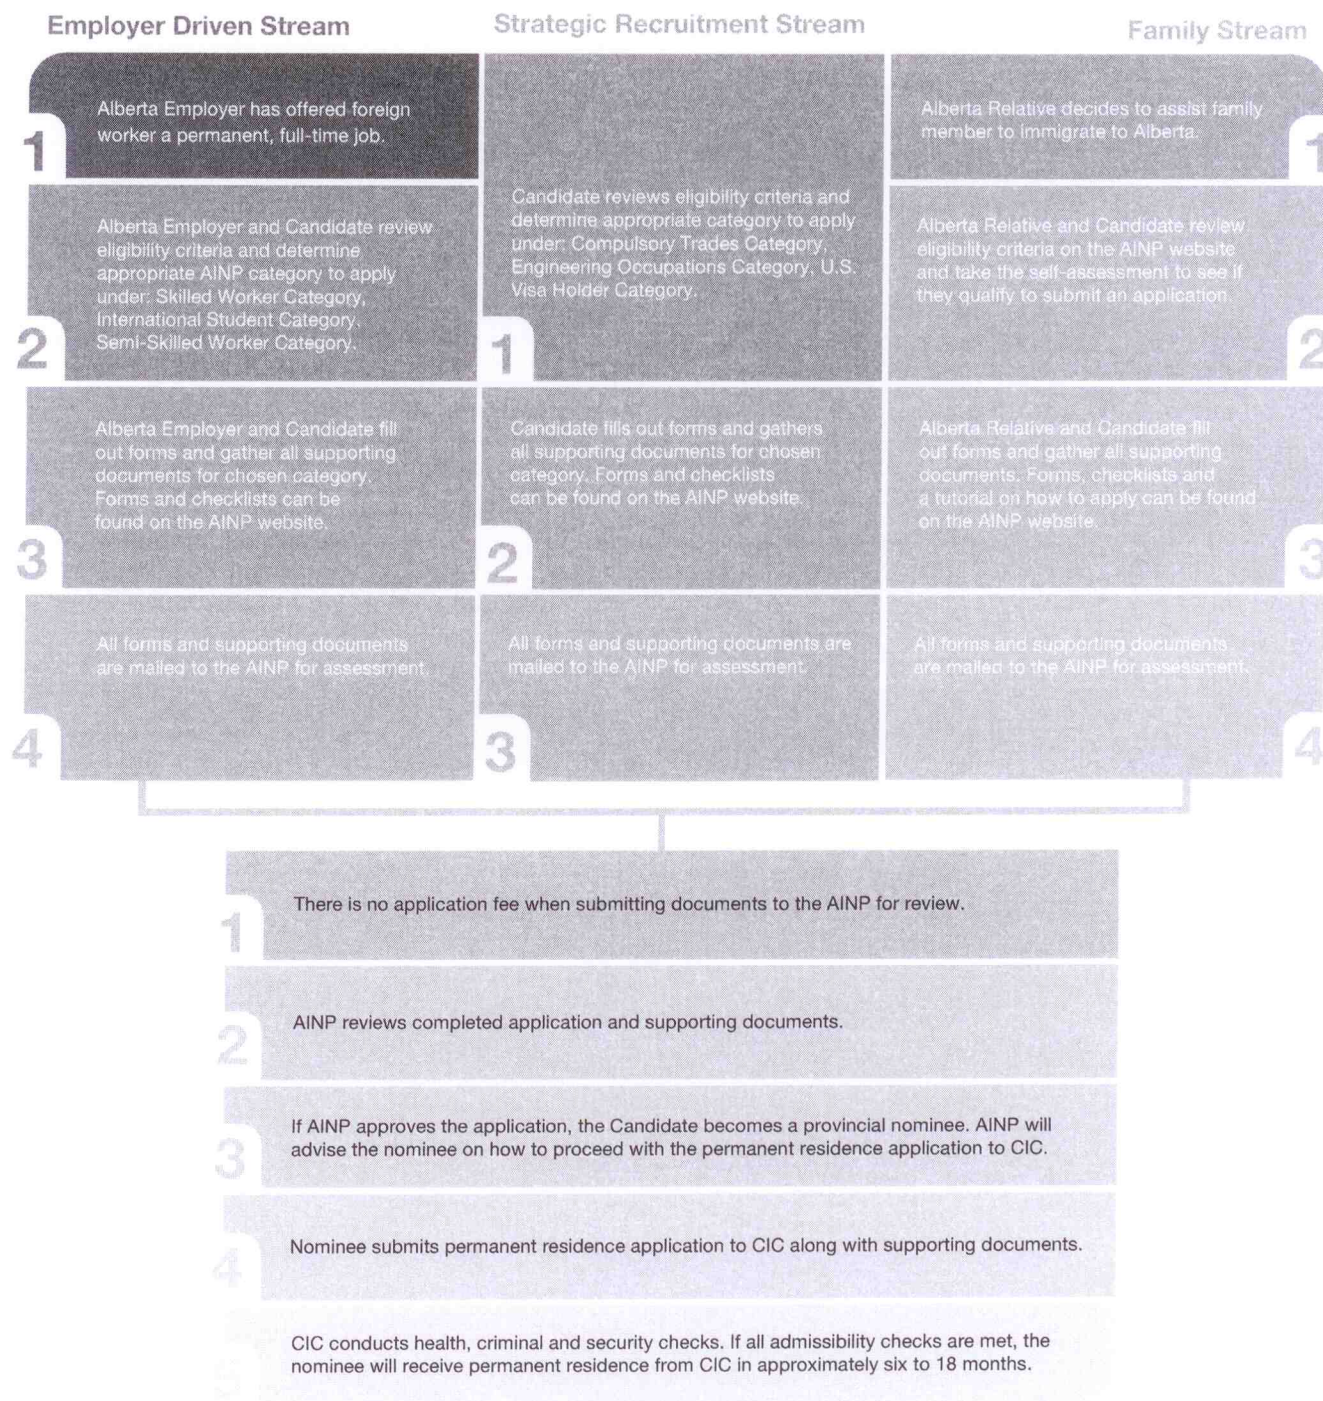 Employer Driven Stream
1
Alberta Employer has offered foreign
worker a permanent, full-time job.
2
Alberta Employer and Candidate review
eligibility criteria and determine
appropriate AINP category to apply
under: Skilled Worker Category,
International Student Category,
Semi-Skilled Worker Category.
3
Alberta Employer and Candidate fill
out forms and gather all supporting
documents for chosen category.
Forms and checklists can be
found on the AINP website.
4
All forms and supporting documents
are mailed to the AINP for assessment.
Strategic Recruitment Stream
1
Candidate reviews eligibility criteria and
determine appropriate category to apply
under: Compulsory Trades Category,
Engineering Occupations Category, U.S.
Visa Holder Category.
2
Candidate fills out forms and gathers
all supporting documents for chosen
category. Forms and checklists
can be found on the AINP website.
3
All forms and supporting documents are
mailed to the AINP for assessment.
Family Stream
1
Alberta Relative decides to assist family
member to immigrate to Alberta.
2
Alberta Relative and Candidate review
eligibility criteria on the AINP website
and take the self-assessment to see if
they qualify to submit an application.
3
Alberta Relative and Candidate fill
out forms and gather all supporting
documents. Forms, checklists and
a tutorial on how to apply can be found
on the AINP website.
4
All forms and supporting documents
are mailed to the AINP for assessment.
1
There is no application fee when submitting documents to the AINP for review.
2
AINP reviews completed application and supporting documents.
3
If AINP approves the application, the Candidate becomes a provincial nominee. AINP will
advise the nominee on how to proceed with the permanent residence application to CIC.
4
Nominee submits permanent residence application to CIC along with supporting documents.
5
CIC conducts health, criminal and security checks. If all admissibility checks are met, the
nominee will receive permanent residence from CIC in approximately six to 18 months.